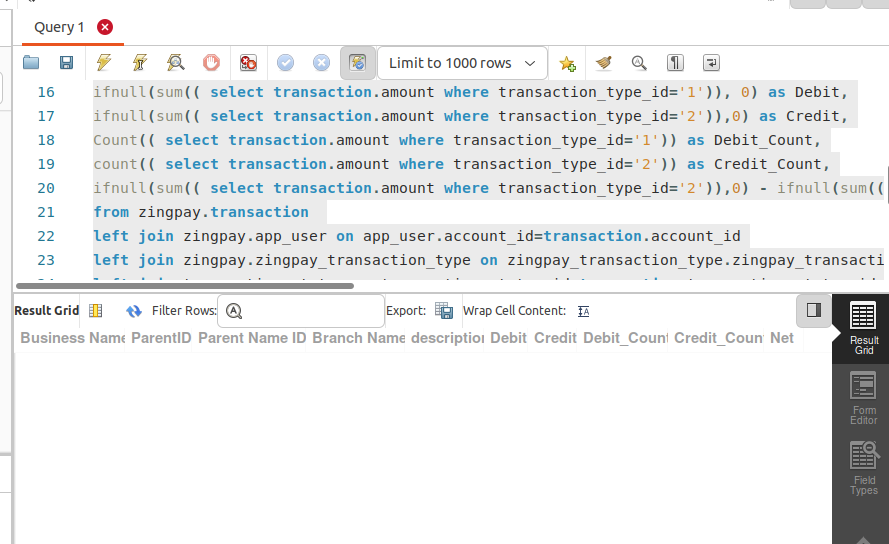 Query 1
Limit to 1000 rows
16 ifnull(sum(( select transaction.amount where transaction_type_id='1')), 0) as Debit,
17 ifnull(sum(( select transaction.amount where transaction_type_id='2')),0) as Credit,
18 Count(( select transaction.amount where transaction_type_id='1')) as Debit_Count,
19 count(( select transaction.amount where transaction_type_id='2')) as Credit_Count,
20 ifnull(sum(( select transaction.amount where transaction_type_id='2')),0) - ifnull(sum((
21 from zingpay.transaction
22 left join zingpay.app_user on app_user.account_id=transaction.account_id
23 left join zingpay.zingpay_transaction_type on zingpay_transaction_type.zingpay_transacti
Result Grid Filter Rows: Export: Wrap Cell Content:
Business Name ParentID Parent Name ID Branch Name description Debit Credit Debit_Count Credit_Count Net
Result
Grid
Form
Editor
Field
Types